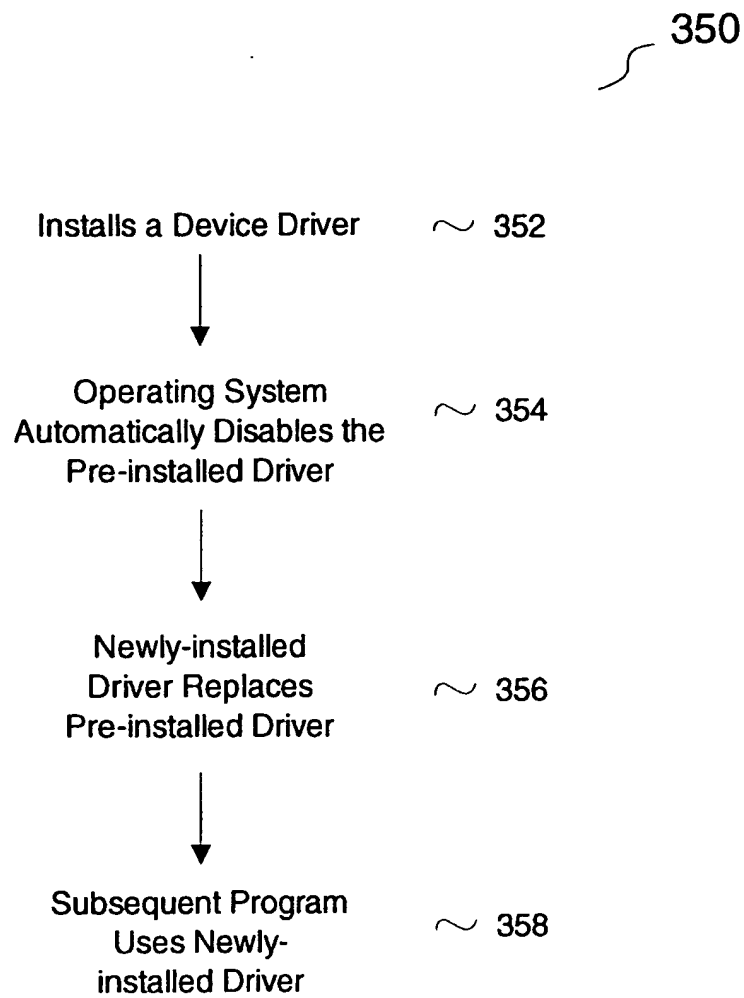 350
Installs a Device Driver 352
Operating System
Automatically Disables the 354
Pre-installed Driver
Newly-installed
Driver Replaces 356
Pre-installed Driver
Subsequent Program
Uses Newly- 358
installed Driver